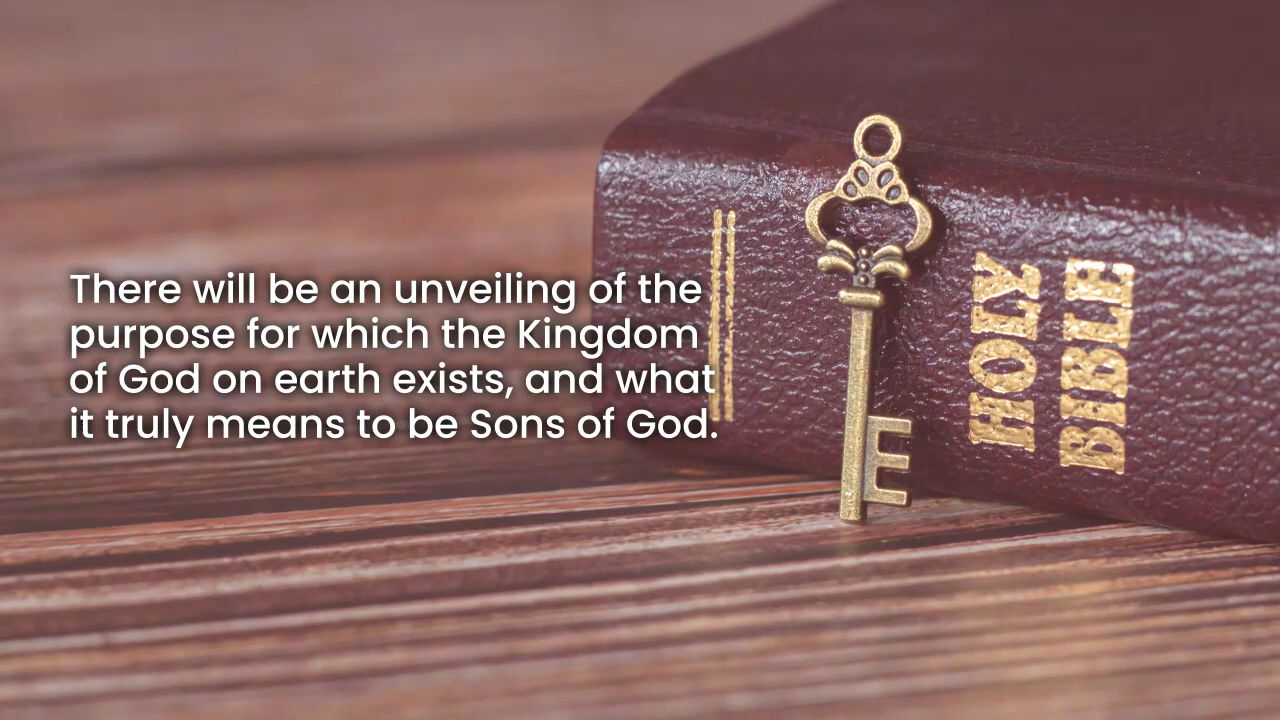 There will be an unveiling of the
purpose for which the Kingdom
of God on earth exists, and what
it truly means to be Sons of God.
HOLY
BIBLE